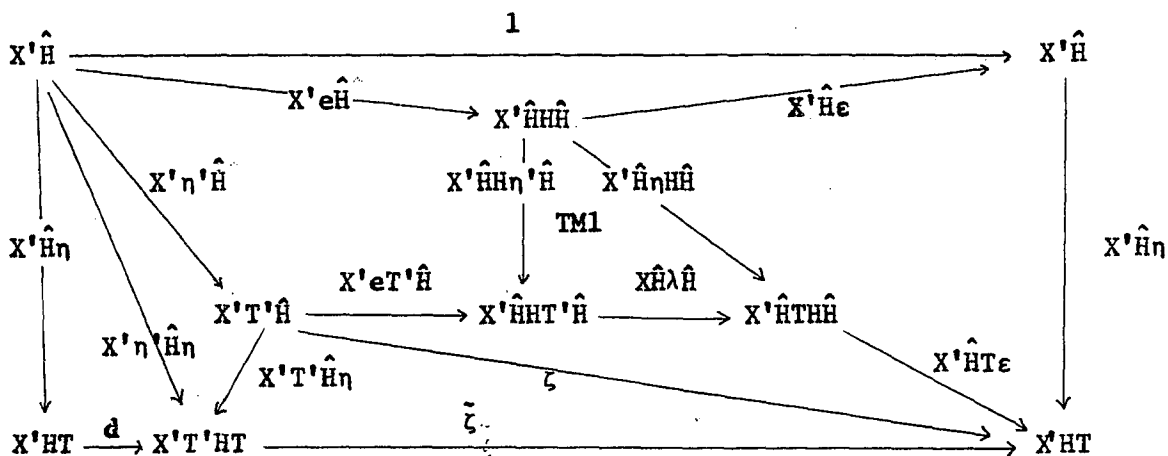 1
X'Ĥ X'Ĥ
X'eĤ X'Ĥε
X'ĤHĤ
X'η'Ĥ X'ĤHη'Ĥ X'ĤηHĤ
TM1
X'Ĥη X'Ĥη
X'eT'Ĥ XĤλĤ
X'T'Ĥ X'ĤHT'Ĥ X'ĤTHĤ
X'η'Ĥη X'T'Ĥη ζ X'ĤTε
d ζ̃
X'HT X'T'HT X'HT